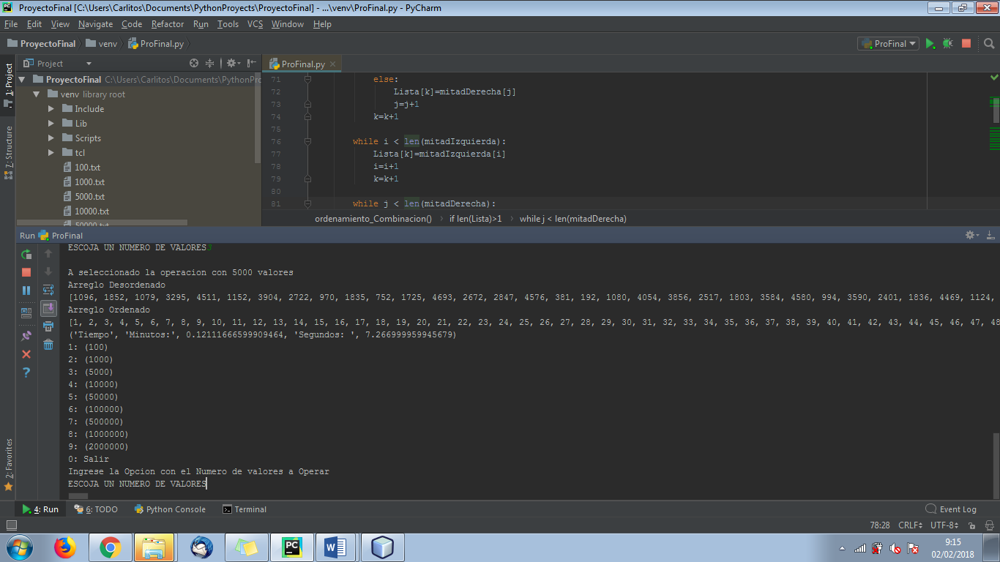 ProyectoFinal [C:\Users\Carlitos\Documents\PythonProyects\ProyectoFinal] - ...\venv\ProFinal.py - PyCharm
File Edit View Navigate Code Refactor Run Tools VCS Window Help
ProyectoFinal venv ProFinal.py
ProFinal
Project
ProFinal.py
1: Project
7: Structure
2: Favorites
ProyectoFinal C:\Users\Carlitos\Documents\PythonPro
venv library root
Include
Lib
Scripts
tcl
100.txt
1000.txt
5000.txt
10000.txt
50000.txt
71 else:
72 Lista[k]=mitadDerecha[j]
73 j=j+1
74 k=k+1
75
76 while i < len(mitadIzquierda):
77 Lista[k]=mitadIzquierda[i]
78 i=i+1
79 k=k+1
80
81 while j < len(mitadDerecha):
ordenamiento_Combinacion() if len(Lista)>1 while j < len(mitadDerecha)
Run ProFinal
ESCOJA UN NUMERO DE VALORES3
A seleccionado la operacion con 5000 valores
Arreglo Desordenado
[1096, 1852, 1079, 3295, 4511, 1152, 3904, 2722, 970, 1835, 752, 1725, 4693, 2672, 2847, 4576, 381, 192, 1080, 4054, 3856, 2517, 1803, 3584, 4580, 994, 3590, 2401, 1836, 4469, 1124,
Arreglo Ordenado
[1, 2, 3, 4, 5, 6, 7, 8, 9, 10, 11, 12, 13, 14, 15, 16, 17, 18, 19, 20, 21, 22, 23, 24, 25, 26, 27, 28, 29, 30, 31, 32, 33, 34, 35, 36, 37, 38, 39, 40, 41, 42, 43, 44, 45, 46, 47, 48
('Tiempo', 'Minutos:', 0.12111666599909464, 'Segundos: ', 7.266999959945679)
1: (100)
2: (1000)
3: (5000)
4: (10000)
5: (50000)
6: (100000)
7: (500000)
8: (1000000)
9: (2000000)
0: Salir
Ingrese la Opcion con el Numero de valores a Operar
ESCOJA UN NUMERO DE VALORES
4: Run 6: TODO Python Console Terminal Event Log
78:28 CRLF UTF-8
9:15
02/02/2018